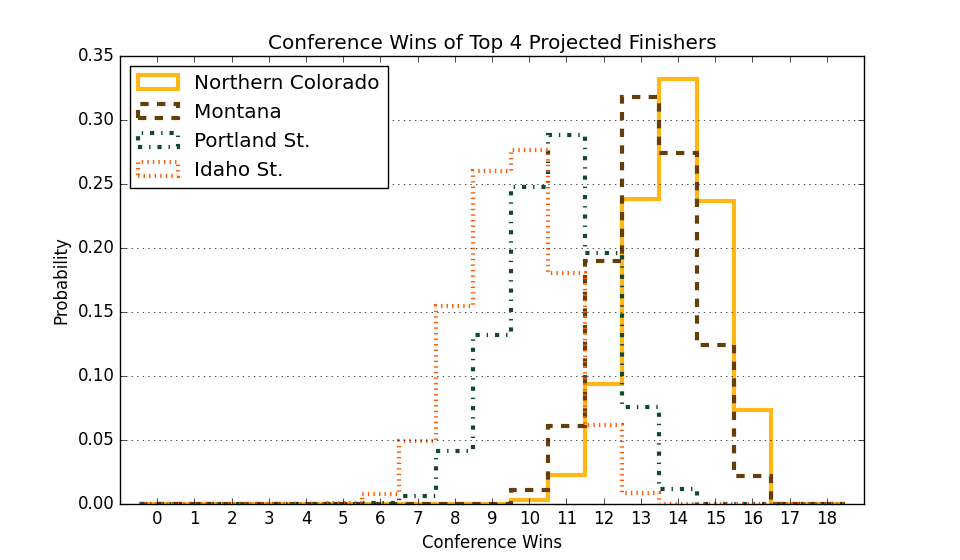 Conference Wins of Top 4 Projected Finishers
0.35
0.30
0.25
0.20
0.15
0.10
0.05
0.00
Probability
Northern Colorado
Montana
Portland St.
Idaho St.
0 1 2 3 4 5 6 7 8 9 10 11 12 13 14 15 16 17 18
Conference Wins